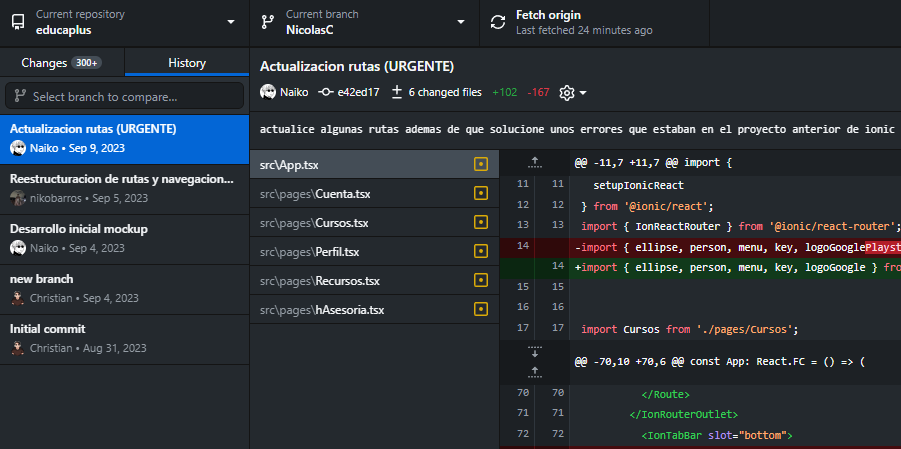 Current repository
educaplus
Current branch
NicolasC
Fetch origin
Last fetched 24 minutes ago
Changes 300+
History
Select branch to compare...
Actualizacion rutas (URGENTE)
Naiko • Sep 9, 2023
Reestructuracion de rutas y navegacion...
nikobarros • Sep 5, 2023
Desarrollo inicial mockup
Naiko • Sep 4, 2023
new branch
Christian • Sep 4, 2023
Initial commit
Christian • Aug 31, 2023
Actualizacion rutas (URGENTE)
Naiko e42ed17 6 changed files +102 -167
actualice algunas rutas ademas de que solucione unos errores que estaban en el proyecto anterior de ionic
src\App.tsx
src\pages\Cuenta.tsx
src\pages\Cursos.tsx
src\pages\Perfil.tsx
src\pages\Recursos.tsx
src\pages\hAsesoria.tsx
@@ -11,7 +11,7 @@ import {
11 11 setupIonicReact
12 12 } from '@ionic/react';
13 13 import { IonReactRouter } from '@ionic/react-router';
14 -import { ellipse, person, menu, key, logoGooglePlayst
14 +import { ellipse, person, menu, key, logoGoogle } fro
15 15
16 16
17 17 import Cursos from './pages/Cursos';
@@ -70,10 +70,6 @@ const App: React.FC = () => (
70 70 </Route>
71 71 </IonRouterOutlet>
72 72 <IonTabBar slot="bottom">